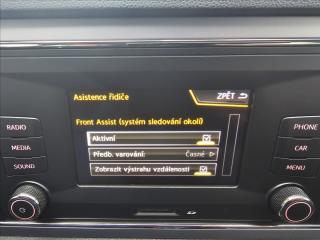 Asistence řidiče
ZPĚT
Front Assist (systém sledování okolí)
Aktivní
Předb. varování: Časné
Zobrazit výstrahu vzdálenosti
RADIO
MEDIA
SOUND
PHONE
CAR
MENU